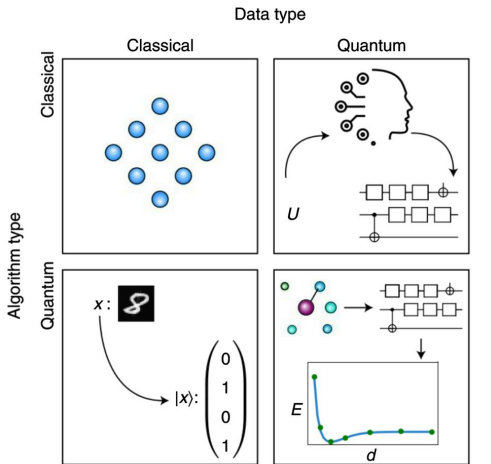 Data type
Classical
Quantum
Algorithm type
Classical
U
Quantum
x:
|x⟩:
0
1
0
1
E
d